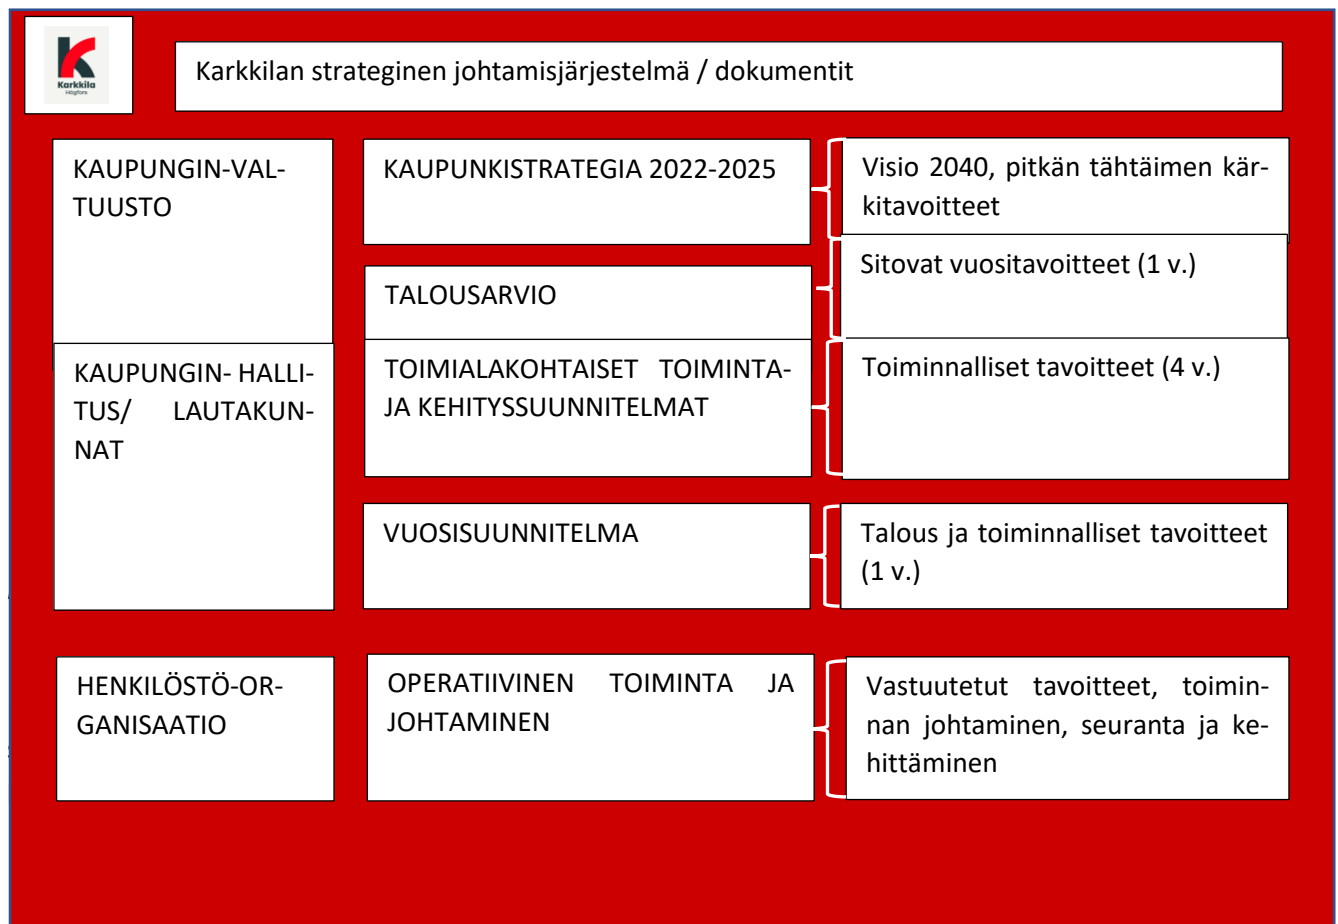 Karkkila
Högfors
Karkkilan strateginen johtamisjärjestelmä / dokumentit
KAUPUNGIN-VAL-
TUUSTO
KAUPUNKISTRATEGIA 2022-2025
Visio 2040, pitkän tähtäimen kär-
kitavoitteet
TALOUSARVIO
Sitovat vuositavoitteet (1 v.)
KAUPUNGIN- HALLI-
TUS/ LAUTAKUN-
NAT
TOIMIALAKOHTAISET TOIMINTA-
JA KEHITYSSUUNNITELMAT
Toiminnalliset tavoitteet (4 v.)
VUOSISUUNNITELMA
Talous ja toiminnalliset tavoitteet
(1 v.)
HENKILÖSTÖ-OR-
GANISAATIO
OPERATIIVINEN TOIMINTA JA
JOHTAMINEN
Vastuutetut tavoitteet, toimin-
nan johtaminen, seuranta ja ke-
hittäminen